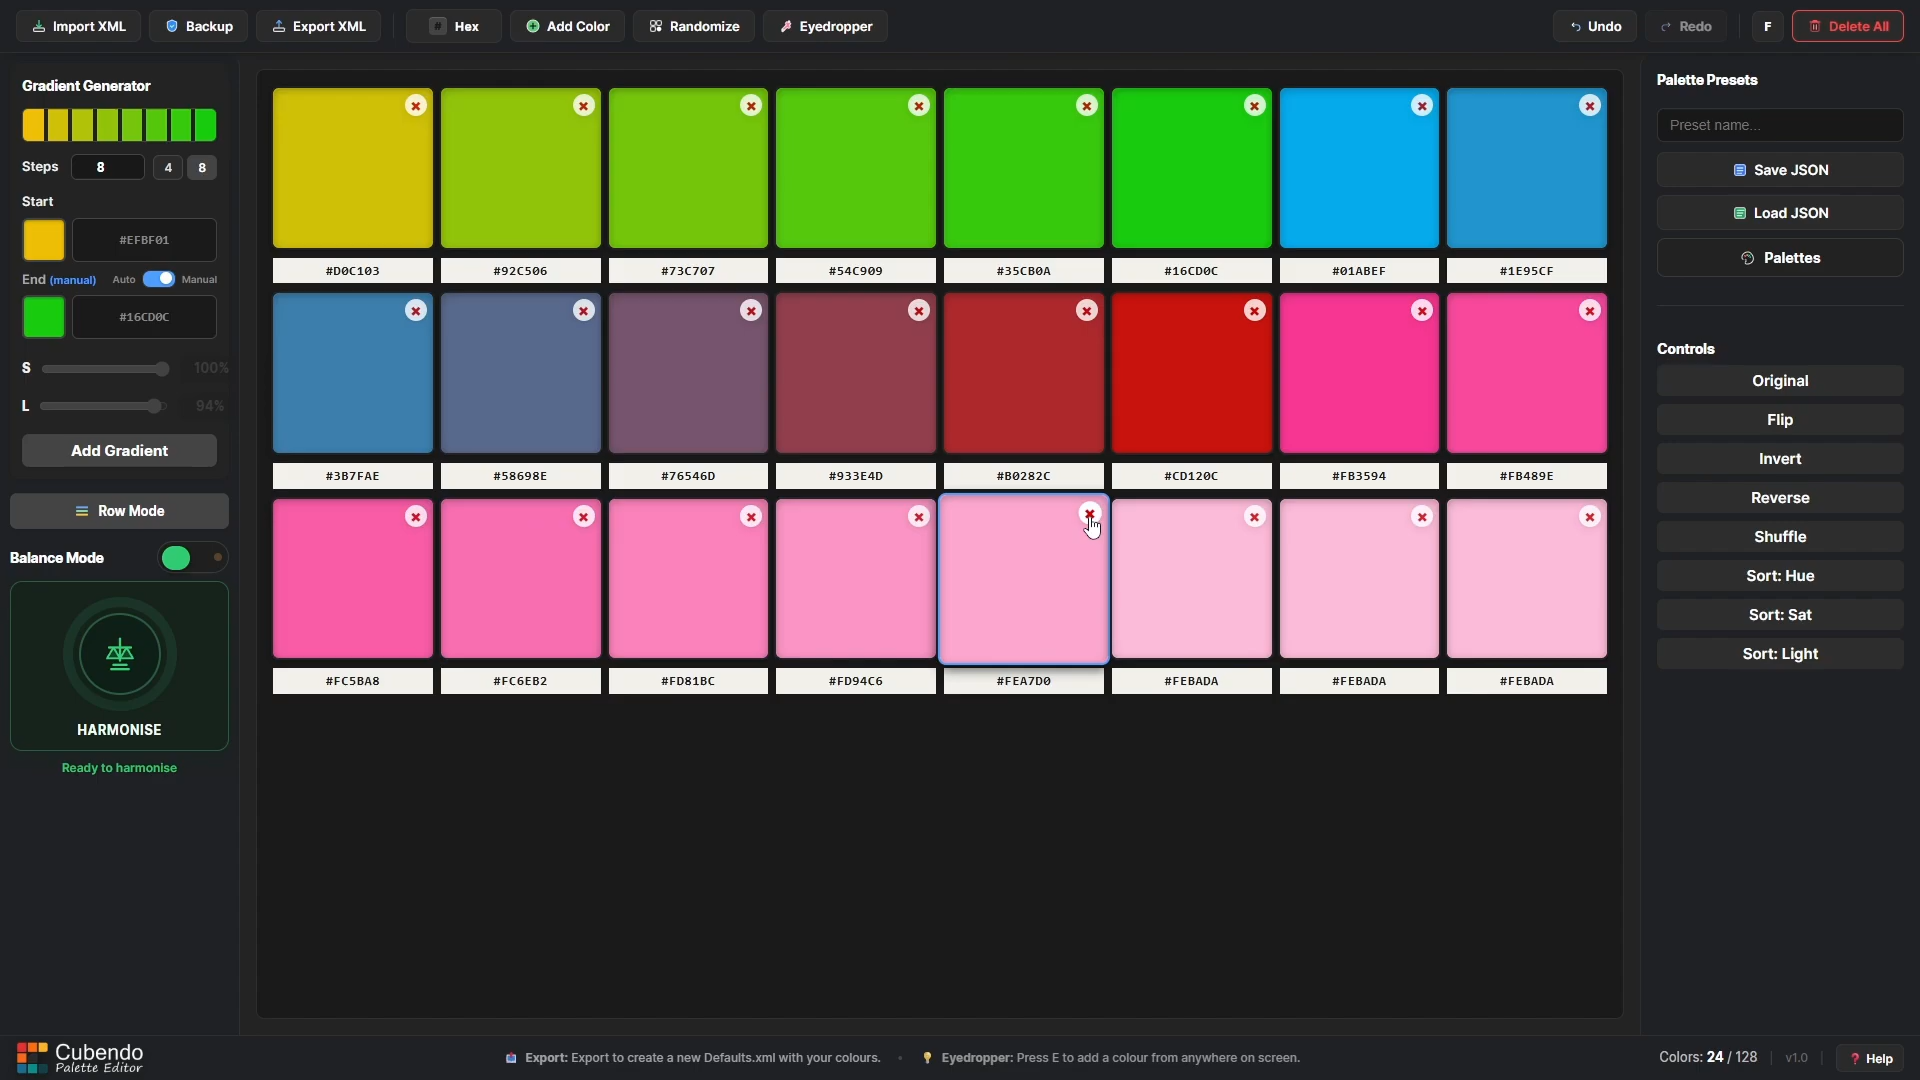 Import XML
Backup
Export XML
# Hex
Add Color
Randomize
Eyedropper
Undo
Redo
F
Delete All
Gradient Generator
Steps 8 4 8
Start
#EFBF01
End (manual) Auto Manual
#16CD0C
S 100%
L 94%
Add Gradient
Row Mode
Balance Mode
HARMONISE
Ready to harmonise
#D0C103 #92C506 #73C707 #54C909 #35CB0A #16CD0C #01ABEF #1E95CF
#3B7FAE #58698E #76546D #933E4D #B0282C #CD120C #FB3594 #FB489E
#FC5BA8 #FC6EB2 #FD81BC #FD94C6 #FEA7D0 #FEBADA #FEBADA #FEBADA
Palette Presets
Preset name...
Save JSON
Load JSON
Palettes
Controls
Original
Flip
Invert
Reverse
Shuffle
Sort: Hue
Sort: Sat
Sort: Light
Cubendo
Palette Editor
Export: Export to create a new Defaults.xml with your colours. • Eyedropper: Press E to add a colour from anywhere on screen.
Colors: 24 / 128
v1.0
? Help